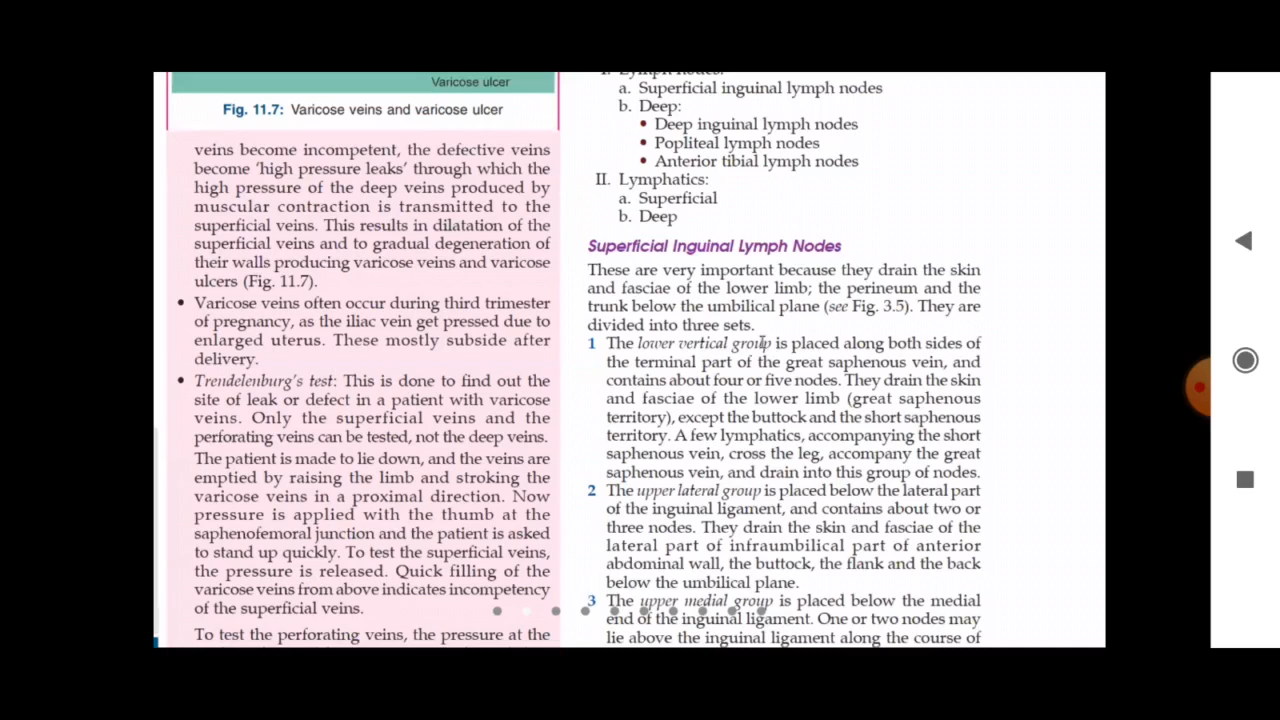 Varicose ulcer
Fig. 11.7: Varicose veins and varicose ulcer
veins become incompetent, the defective veins
become ‘high pressure leaks’ through which the
high pressure of the deep veins produced by
muscular contraction is transmitted to the
superficial veins. This results in dilatation of the
superficial veins and to gradual degeneration of
their walls producing varicose veins and varicose
ulcers (Fig. 11.7).
• Varicose veins often occur during third trimester
of pregnancy, as the iliac vein get pressed due to
enlarged uterus. These mostly subside after
delivery.
• Trendelenburg's test: This is done to find out the
site of leak or defect in a patient with varicose
veins. Only the superficial veins and the
perforating veins can be tested, not the deep veins.
The patient is made to lie down, and the veins are
emptied by raising the limb and stroking the
varicose veins in a proximal direction. Now
pressure is applied with the thumb at the
saphenofemoral junction and the patient is asked
to stand up quickly. To test the superficial veins,
the pressure is released. Quick filling of the
varicose veins from above indicates incompetency
of the superficial veins.
To test the perforating veins, the pressure at the
I. Lymph nodes:
a. Superficial inguinal lymph nodes
b. Deep:
• Deep inguinal lymph nodes
• Popliteal lymph nodes
• Anterior tibial lymph nodes
II. Lymphatics:
a. Superficial
b. Deep
Superficial Inguinal Lymph Nodes
These are very important because they drain the skin
and fasciae of the lower limb; the perineum and the
trunk below the umbilical plane (see Fig. 3.5). They are
divided into three sets.
1 The lower vertical group is placed along both sides of
the terminal part of the great saphenous vein, and
contains about four or five nodes. They drain the skin
and fasciae of the lower limb (great saphenous
territory), except the buttock and the short saphenous
territory. A few lymphatics, accompanying the short
saphenous vein, cross the leg, accompany the great
saphenous vein, and drain into this group of nodes.
2 The upper lateral group is placed below the lateral part
of the inguinal ligament, and contains about two or
three nodes. They drain the skin and fasciae of the
lateral part of infraumbilical part of anterior
abdominal wall, the buttock, the flank and the back
below the umbilical plane.
3 The upper medial group is placed below the medial
end of the inguinal ligament. One or two nodes may
lie above the inguinal ligament along the course of